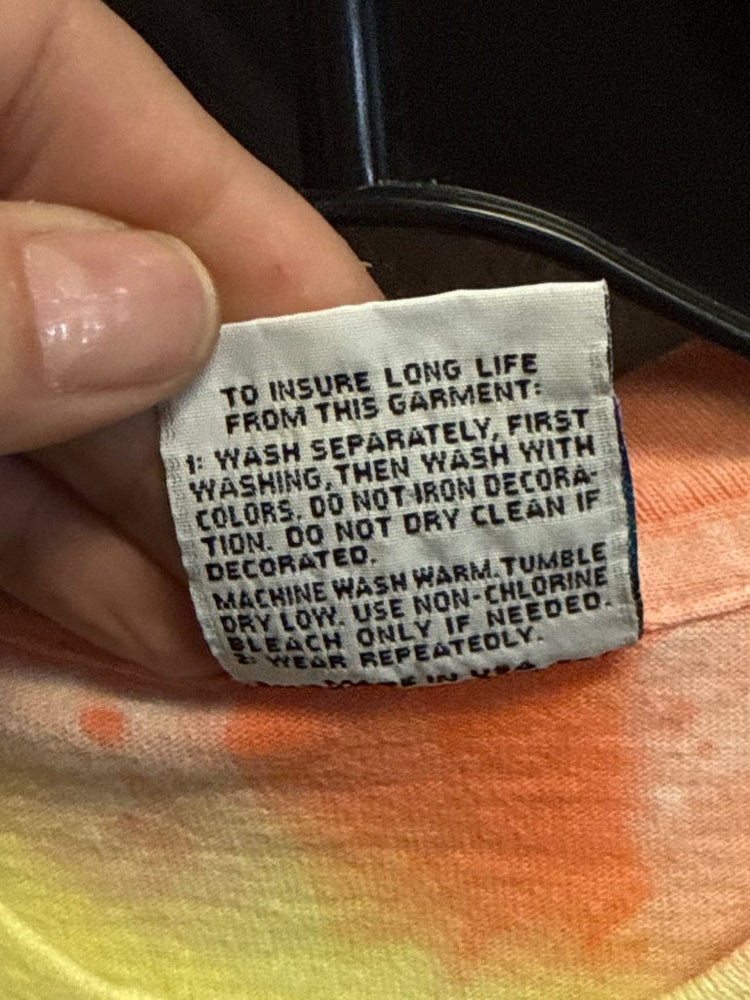 TO INSURE LONG LIFE
FROM THIS GARMENT:
1: WASH SEPARATELY, FIRST
WASHING, THEN WASH WITH
COLORS. DO NOT IRON DECORA-
TION. DO NOT DRY CLEAN IF
DECORATED.
MACHINE WASH WARM. TUMBLE
DRY LOW. USE NON-CHLORINE
BLEACH ONLY IF NEEDED.
2: WEAR REPEATEDLY.
IN USA